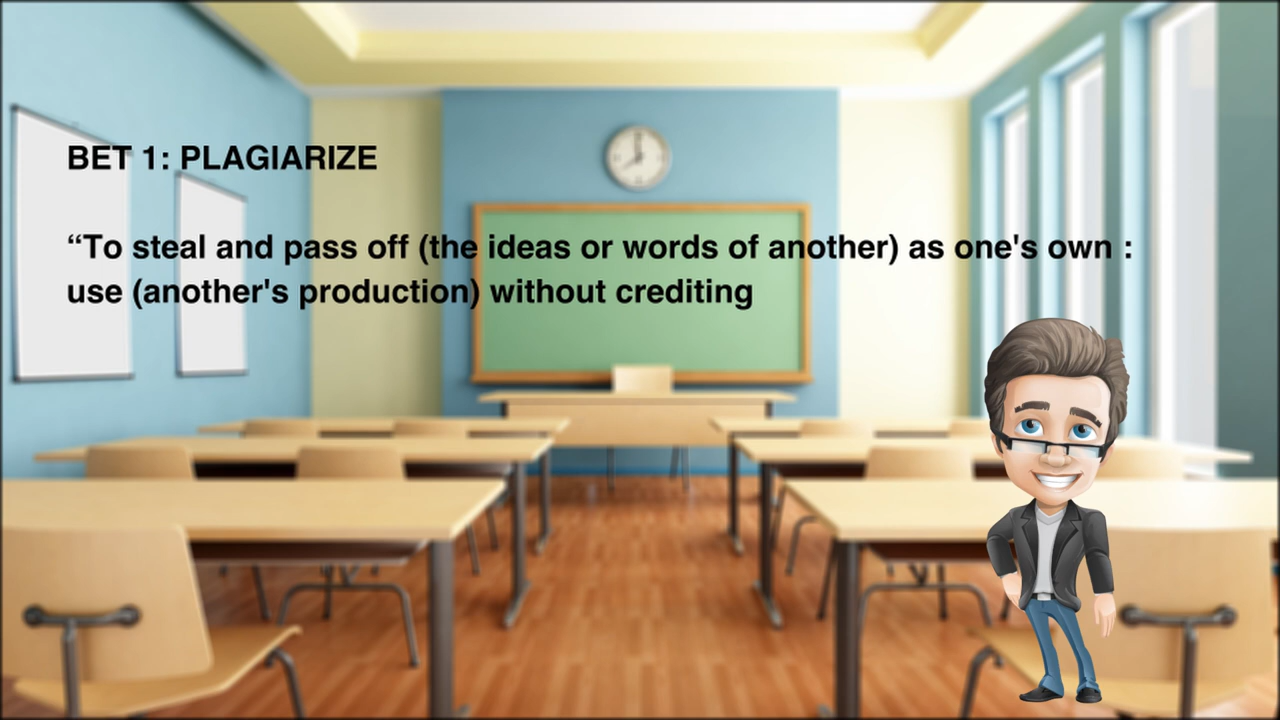 BET 1: PLAGIARIZE
“To steal and pass off (the ideas or words of another) as one's own :
use (another's production) without crediting